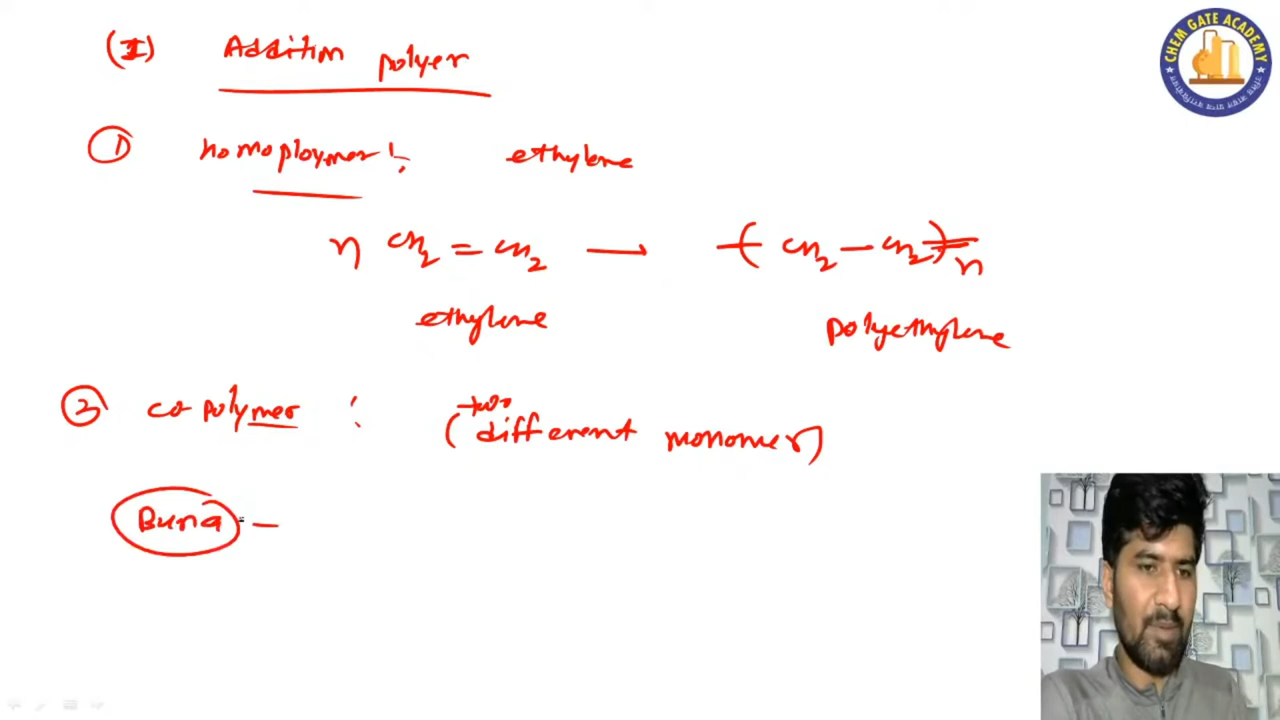 (I) Addition polyer
① homoploymer :- ethylene
n CH2 = CH2 — -( CH2 — CH2 )-n
ethylene polyethylene
② co polymer : (two different monomer)
Buna —
CHEM GATE ACADEMY